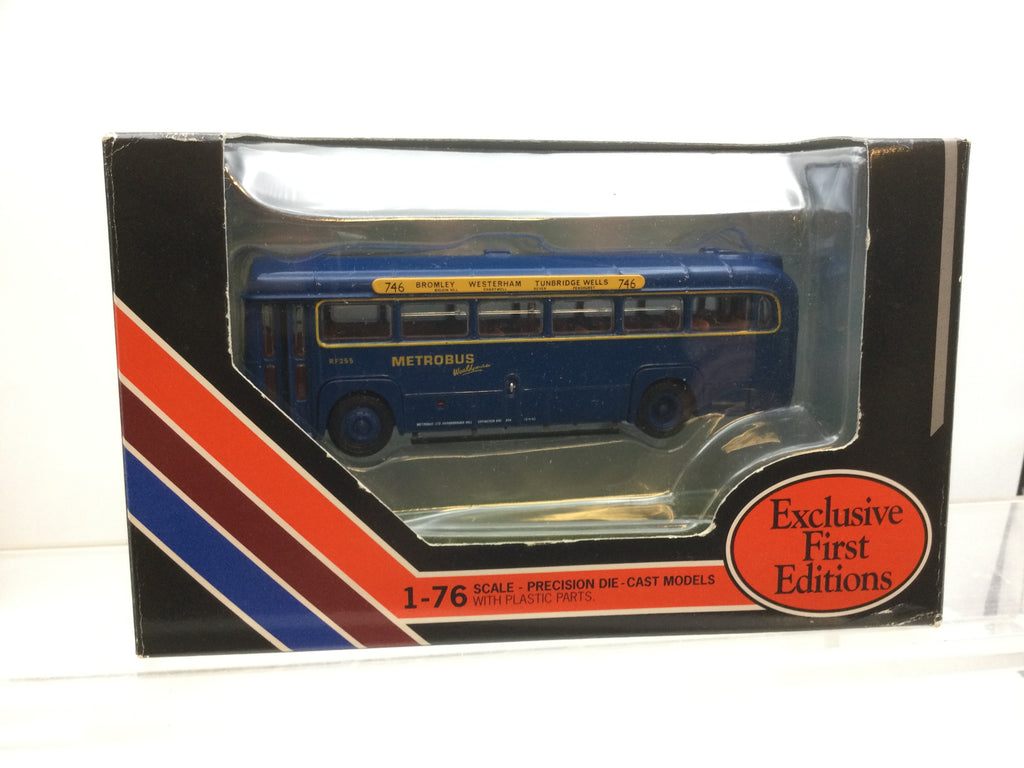 746 BROMLEY WESTERHAM TUNBRIDGE WELLS 746
RF255
METROBUS
Exclusive
First
Editions
1-76 SCALE - PRECISION DIE-CAST MODELS
WITH PLASTIC PARTS.